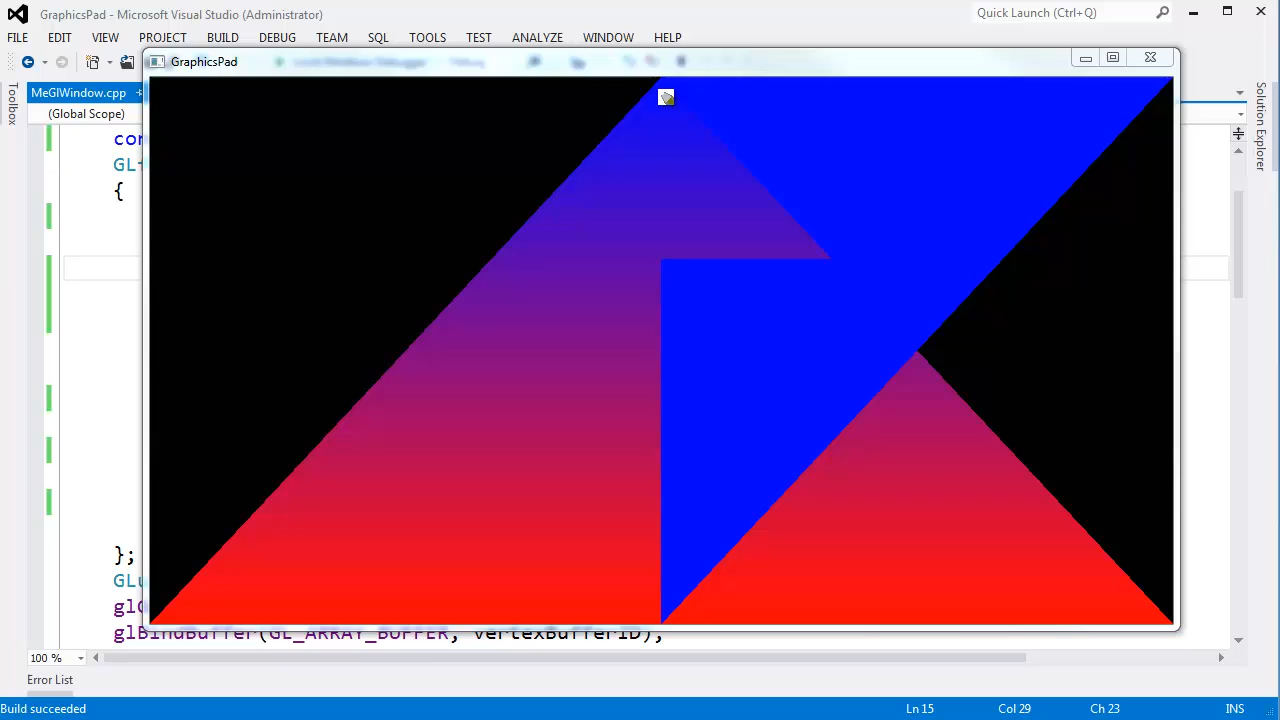 GraphicsPad - Microsoft Visual Studio (Administrator)
Quick Launch (Ctrl+Q)
FILE EDIT VIEW PROJECT BUILD DEBUG TEAM SQL TOOLS TEST ANALYZE WINDOW HELP
GraphicsPad
Toolbox
MeGlWindow.cpp
Solution Explorer
(Global Scope)
{
};
glBindBuffer(GL_ARRAY_BUFFER, vertexBufferID);
100 %
Error List
Build succeeded
Ln 15 Col 29 Ch 23 INS